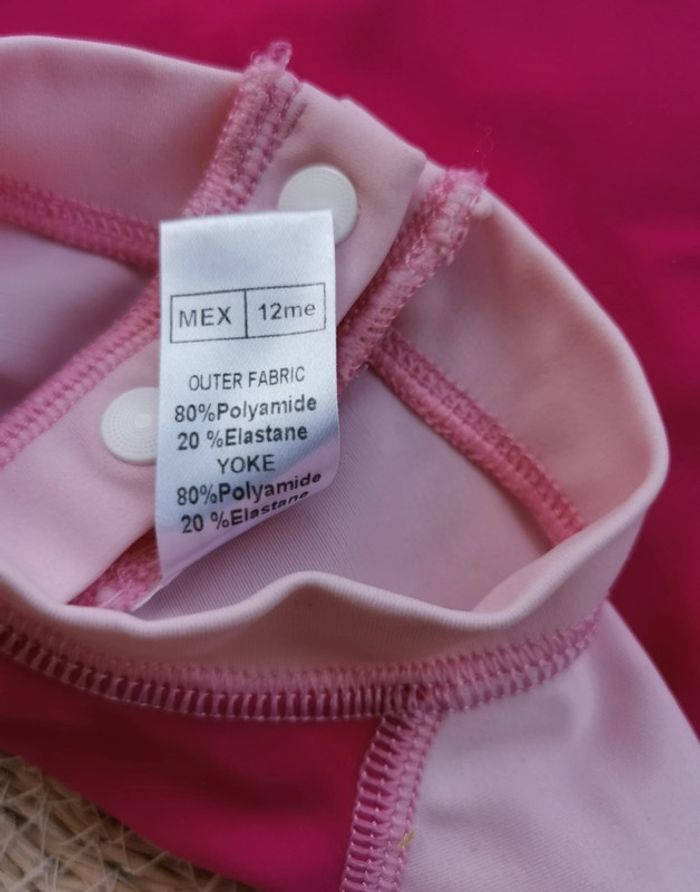 MEX 12me
OUTER FABRIC
80%Polyamide
20 %Elastane
YOKE
80%Polyamide
20 %Elastane